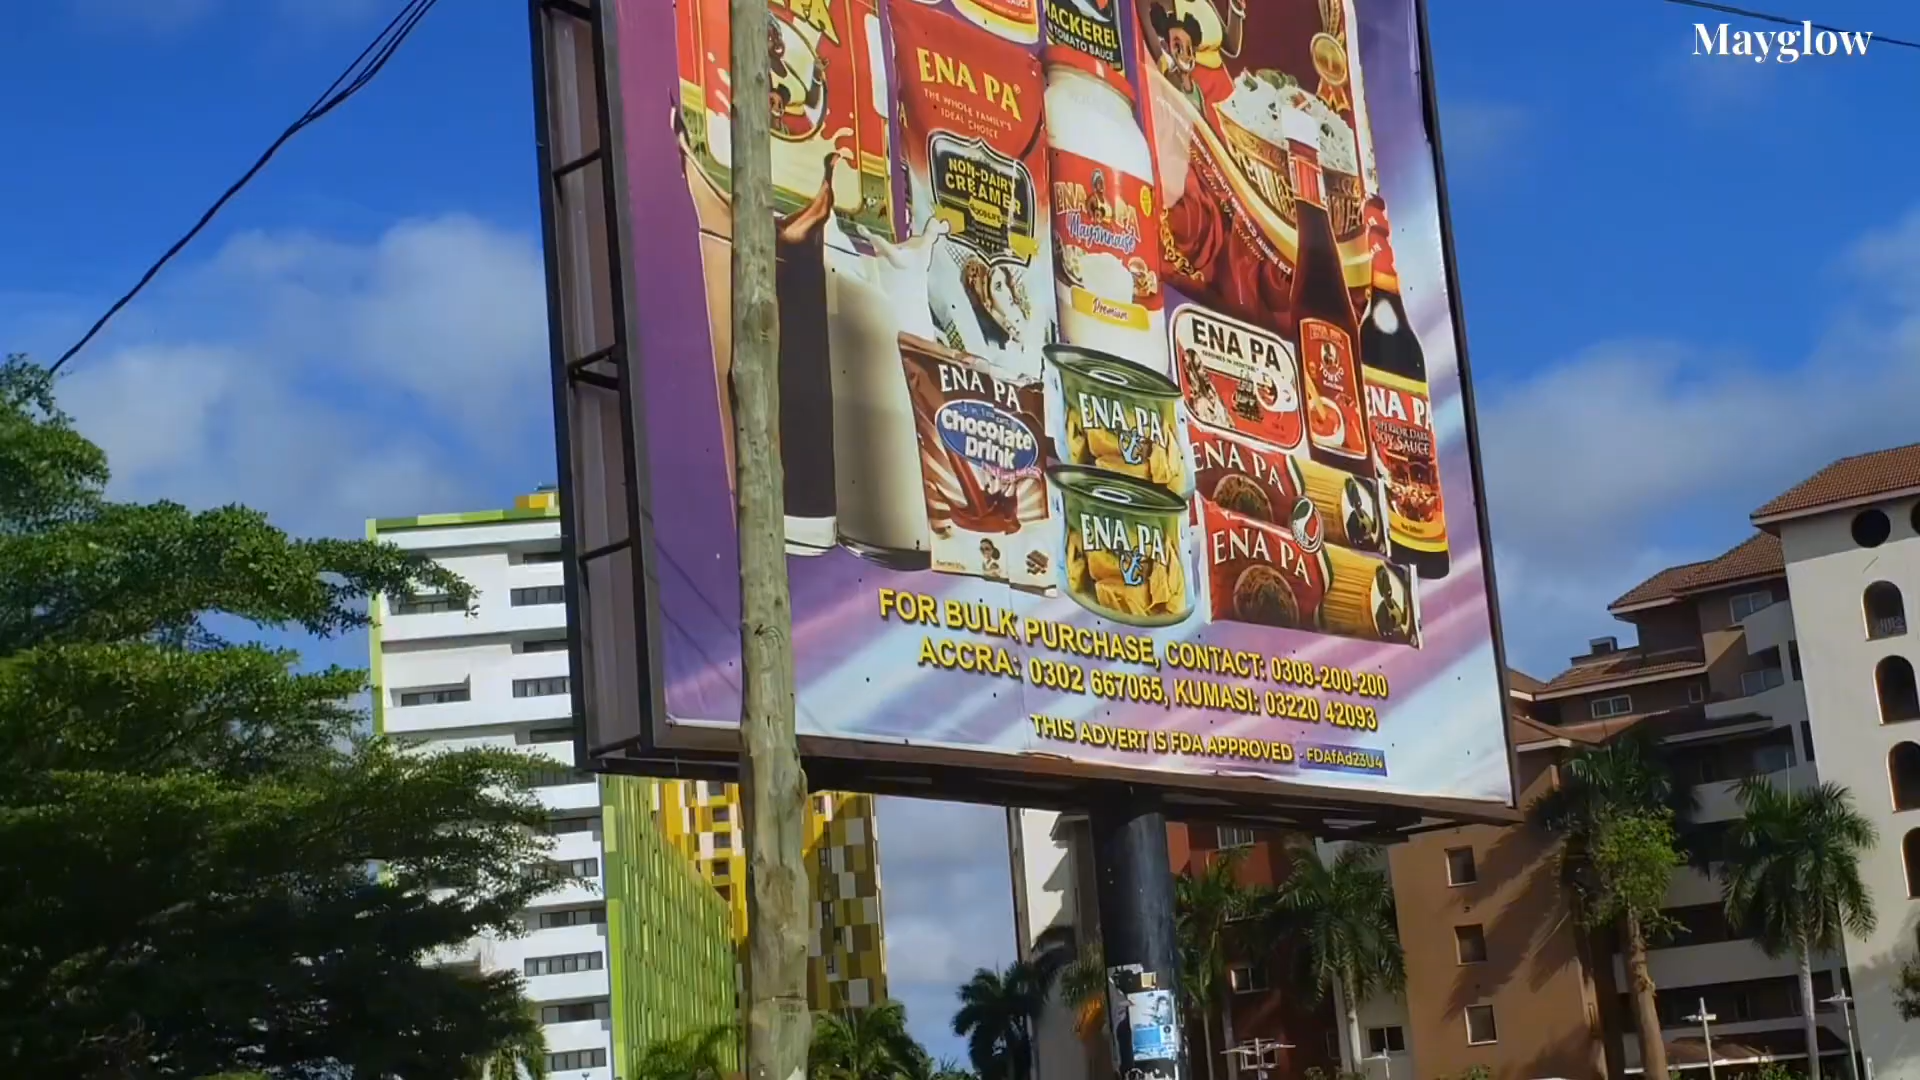 Mayglow
MACKEREL
TOMATO SAUCE
ENA PA
THE WHOLE FAMILY'S
IDEAL CHOICE
NON-DAIRY
CREAMER
ENA PA
Mayonnaise
Premium
ENA PA
ENA PA
Chocolate
Drink
ENA PA
ENA PA
ENA PA
ENA PA
ENA PA
SUPERIOR DARK
SOY SAUCE
FOR BULK PURCHASE, CONTACT: 0308-200-200
ACCRA: 0302 667065, KUMASI: 03220 42093
THIS ADVERT IS FDA APPROVED - FDAfAd23U4